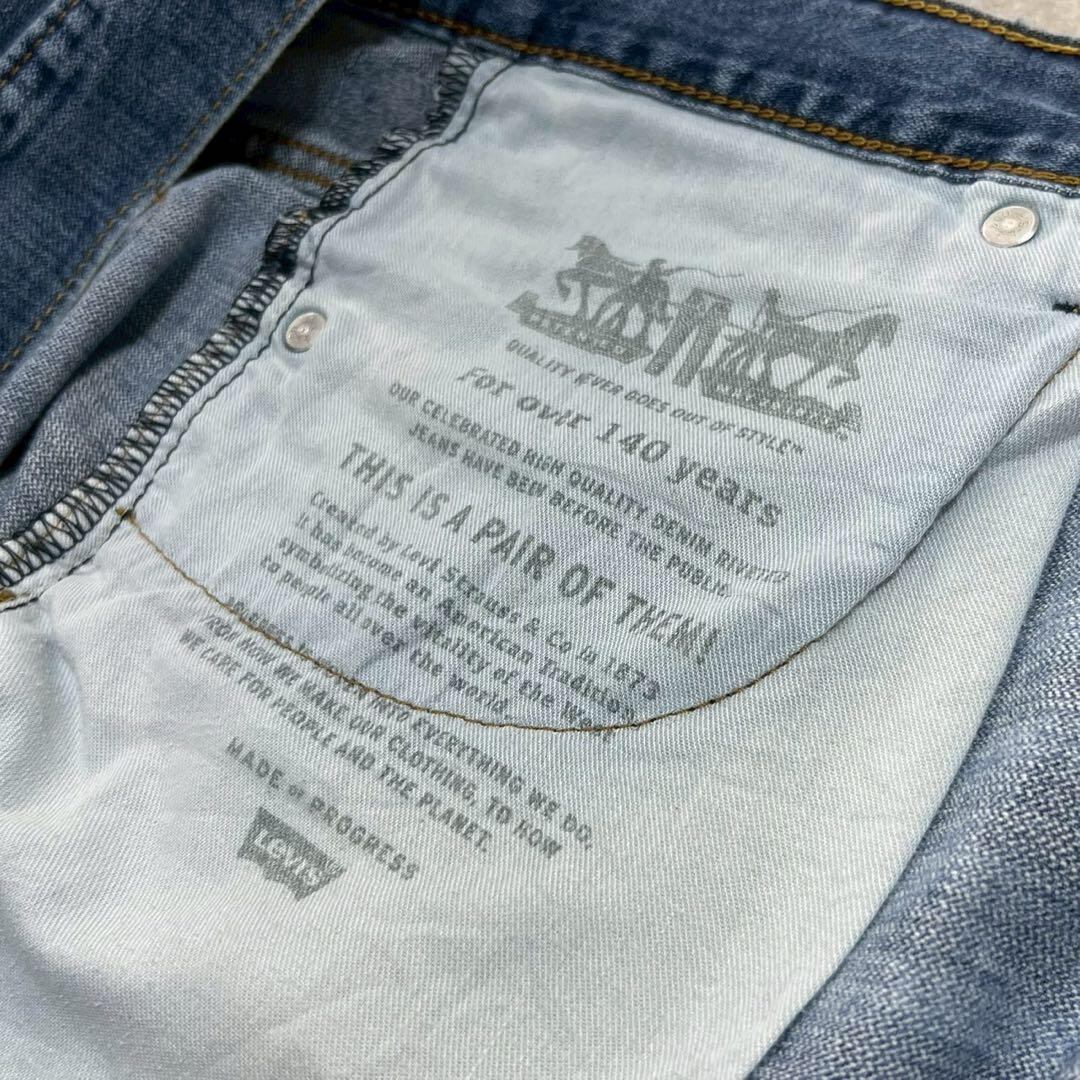 QUALITY NEVER GOES OUT OF STYLE™
For over 140 years
OUR CELEBRATED HIGH QUALITY DENIM RIVETED
JEANS HAVE BEEN BEFORE THE PUBLIC
THIS IS A PAIR OF THEM!
Created by Levi Strauss & Co in 1873
it has become an American Tradition,
symbolizing the vitality of the West
to people all over the world
INTO EVERYTHING WE DO,
FROM HOW WE MAKE OUR CLOTHING, TO HOW
WE CARE FOR PEOPLE AND THE PLANET.
MADE OF PROGRESS
Levi's